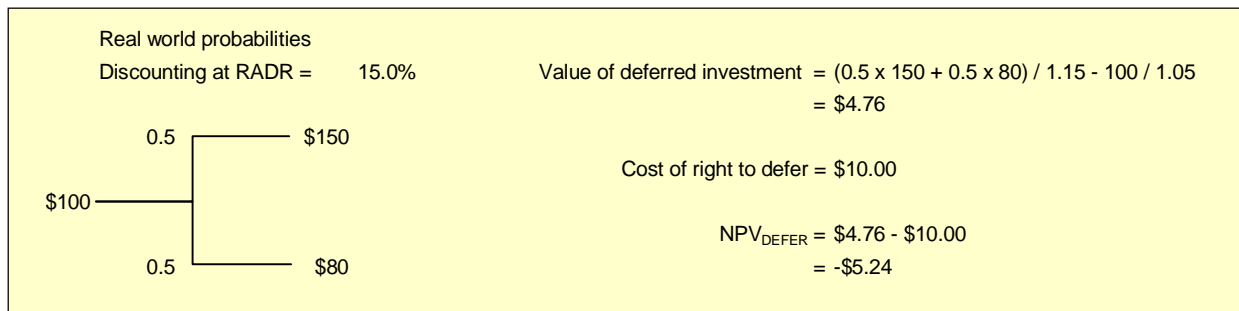 Real world probabilities
Discounting at RADR = 15.0%
Value of deferred investment = (0.5 x 150 + 0.5 x 80) / 1.15 - 100 / 1.05
= $4.76
0.5 $150
Cost of right to defer = $10.00
$100
NPVDEFER = $4.76 - $10.00
0.5 $80
= -$5.24